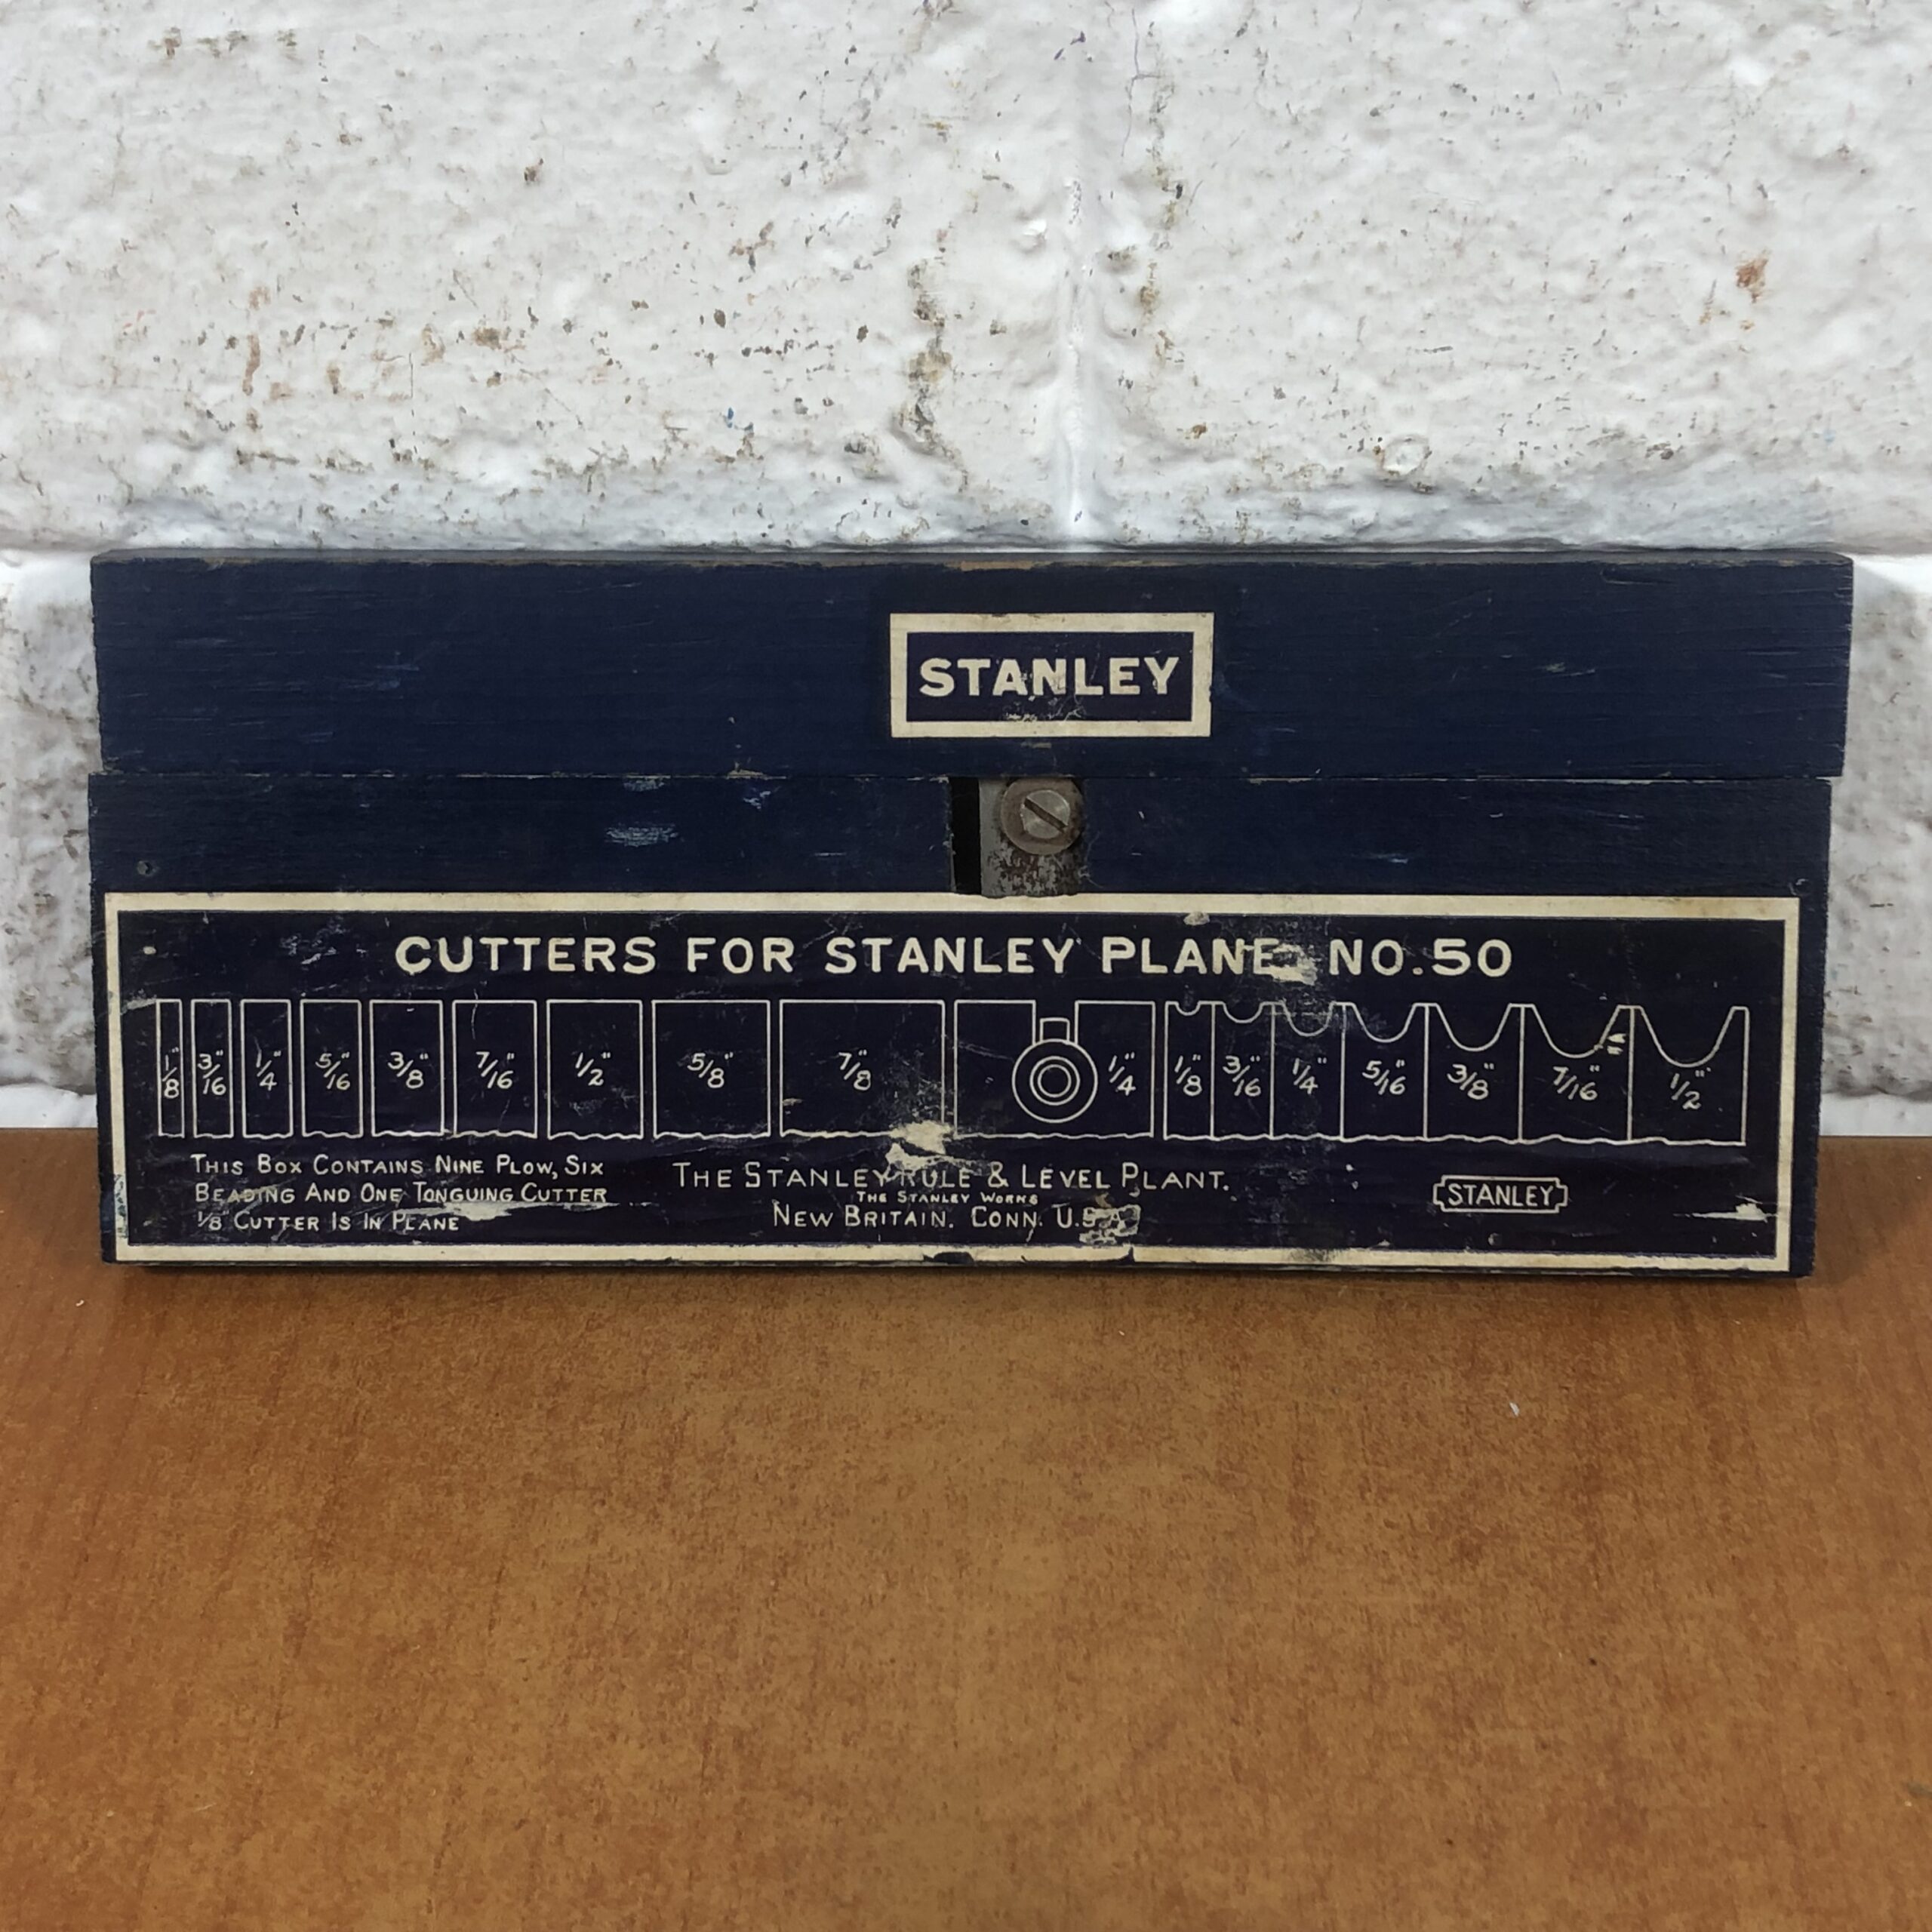 STANLEY
CUTTERS FOR STANLEY PLANE NO.50
1/8" 3/16" 1/4" 5/16" 3/8" 7/16" 1/2" 5/8" 7/8" 1/4" 1/8" 3/16" 1/4" 5/16" 3/8" 7/16" 1/2"
THIS BOX CONTAINS NINE PLOW, SIX
BEADING AND ONE TONGUING CUTTER
1/8" CUTTER IS IN PLANE
THE STANLEY RULE & LEVEL PLANT.
THE STANLEY WORKS
NEW BRITAIN. CONN. U.S.A.
STANLEY